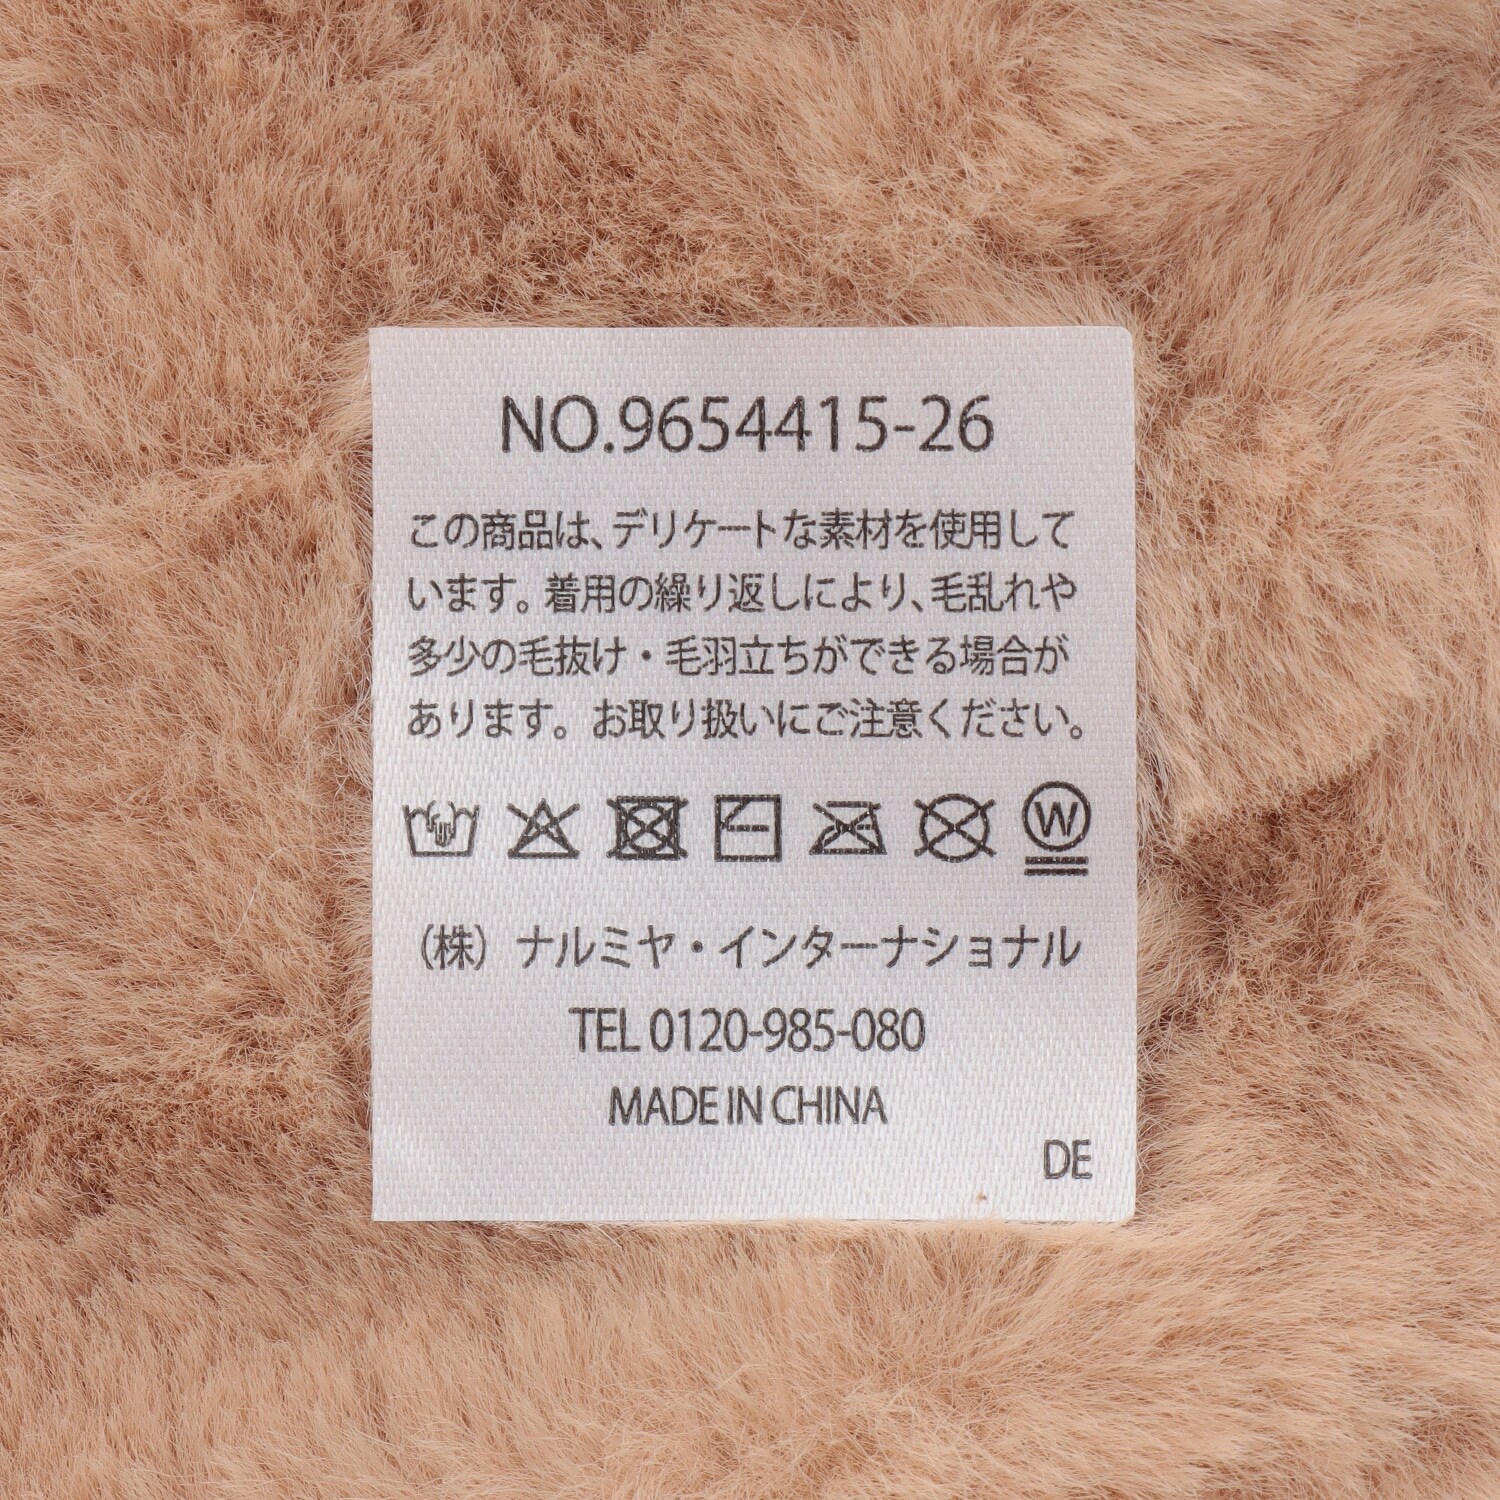 NO.9654415-26
この商品は、デリケートな素材を使用して
います。着用の繰り返しにより、毛乱れや
多少の毛抜け・毛羽立ちができる場合が
あります。お取り扱いにご注意ください。
W
(株) ナルミヤ・インターナショナル
TEL 0120-985-080
MADE IN CHINA
DE